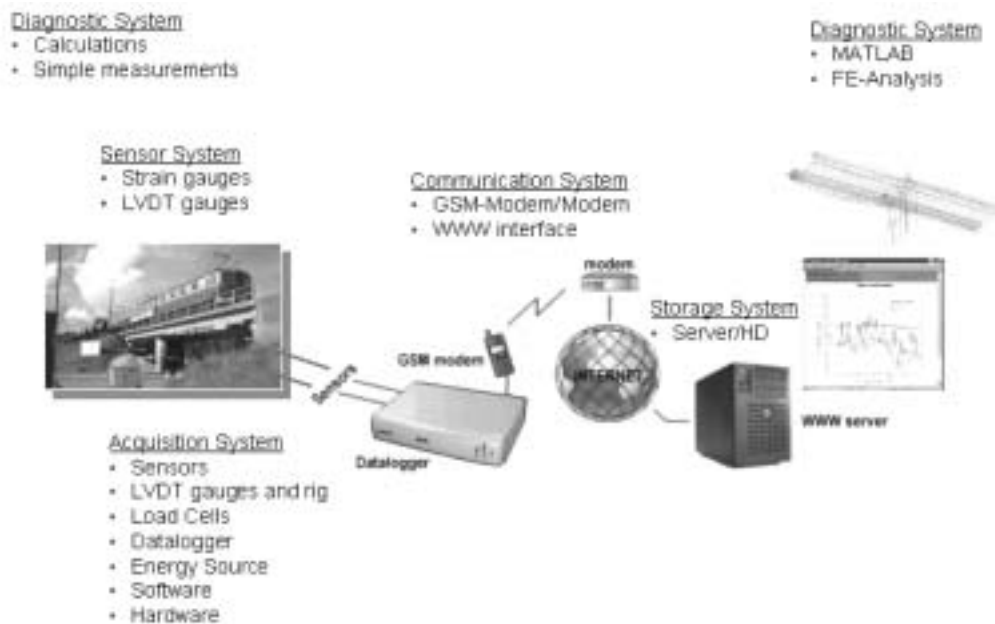 Diagnostic System
• Calculations
• Simple measurements
Diagnostic System
• MATLAB
• FE-Analysis
Sensor System
• Strain gauges
• LVDT gauges
Communication System
• GSM-Modem/Modem
• WWW interface
modem
Storage System
• Server/HD
GSM modem
INTERNET
Sensors
WWW server
Datalogger
Acquisition System
• Sensors
• LVDT gauges and rig
• Load Cells
• Datalogger
• Energy Source
• Software
• Hardware